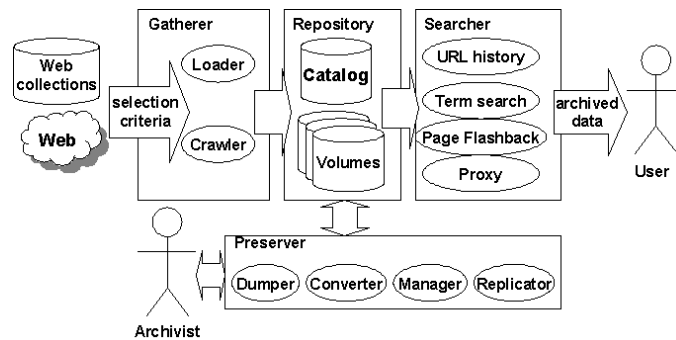 Gatherer
Repository
Searcher
Web
collections
Loader
Catalog
URL history
selection
criteria
Term search
archived
data
Web
Crawler
Volumes
Page Flashback
Proxy
User
Preserver
Dumper
Converter
Manager
Replicator
Archivist